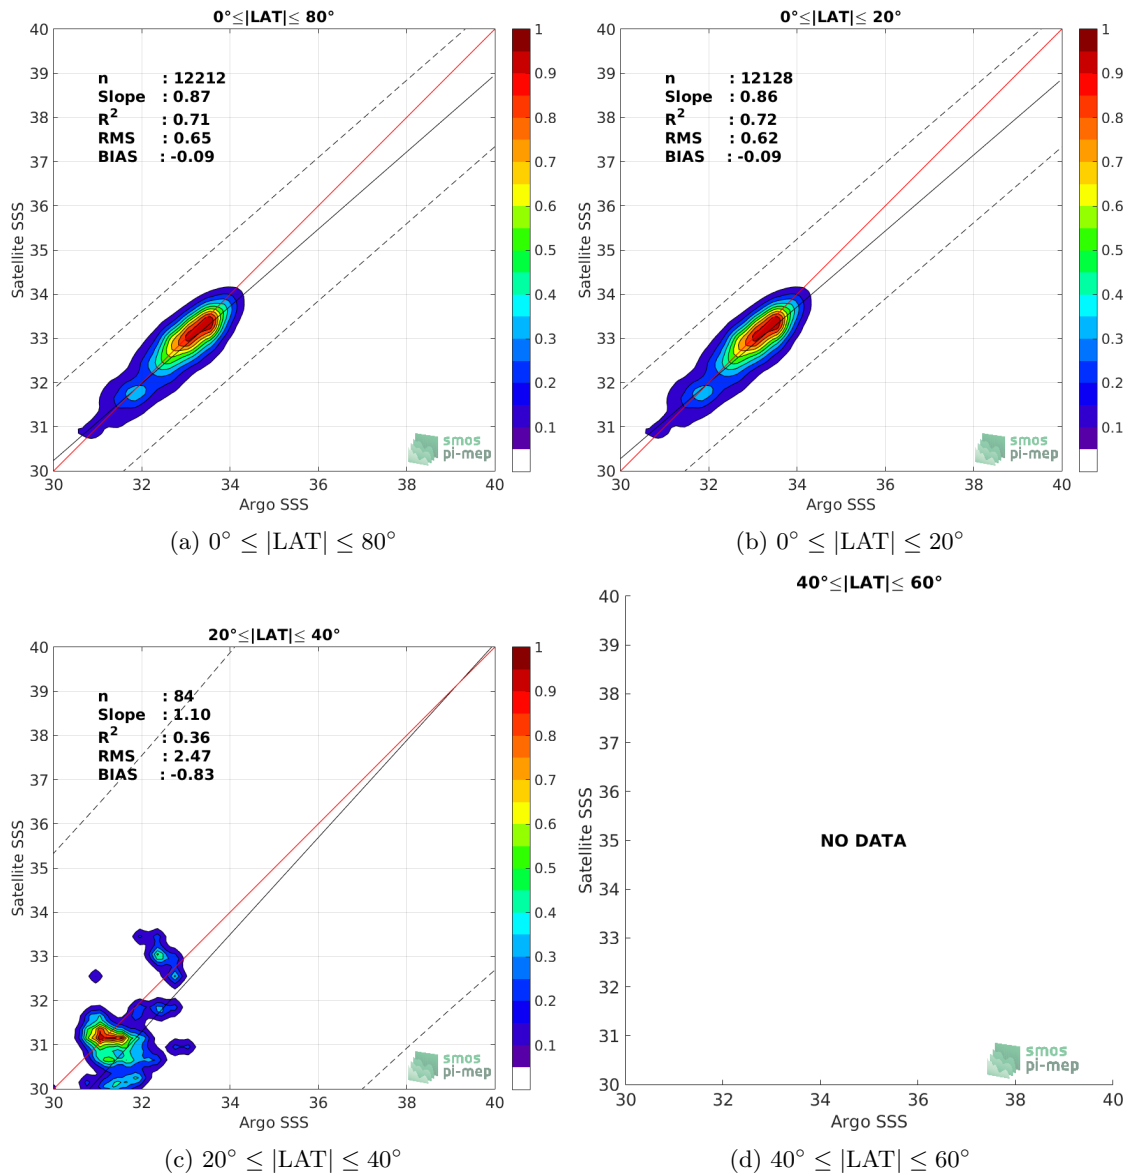 0°≤|LAT|≤ 80°
40
39
38
37
36
35
34
33
32
31
30
Satellite SSS
n : 12212
Slope : 0.87
R² : 0.71
RMS : 0.65
BIAS : -0.09
smos
pi-mep
30 32 34 36 38 40
Argo SSS
1
0.9
0.8
0.7
0.6
0.5
0.4
0.3
0.2
0.1
(a) 0° ≤ |LAT| ≤ 80°
0°≤|LAT|≤ 20°
40
39
38
37
36
35
34
33
32
31
30
Satellite SSS
n : 12128
Slope : 0.86
R² : 0.72
RMS : 0.62
BIAS : -0.09
smos
pi-mep
30 32 34 36 38 40
Argo SSS
1
0.9
0.8
0.7
0.6
0.5
0.4
0.3
0.2
0.1
(b) 0° ≤ |LAT| ≤ 20°
20°≤|LAT|≤ 40°
40
39
38
37
36
35
34
33
32
31
30
Satellite SSS
n : 84
Slope : 1.10
R² : 0.36
RMS : 2.47
BIAS : -0.83
smos
pi-mep
30 32 34 36 38 40
Argo SSS
1
0.9
0.8
0.7
0.6
0.5
0.4
0.3
0.2
0.1
(c) 20° ≤ |LAT| ≤ 40°
40°≤|LAT|≤ 60°
40
39
38
37
36
35
34
33
32
31
30
Satellite SSS
NO DATA
smos
pi-mep
30 32 34 36 38 40
Argo SSS
(d) 40° ≤ |LAT| ≤ 60°